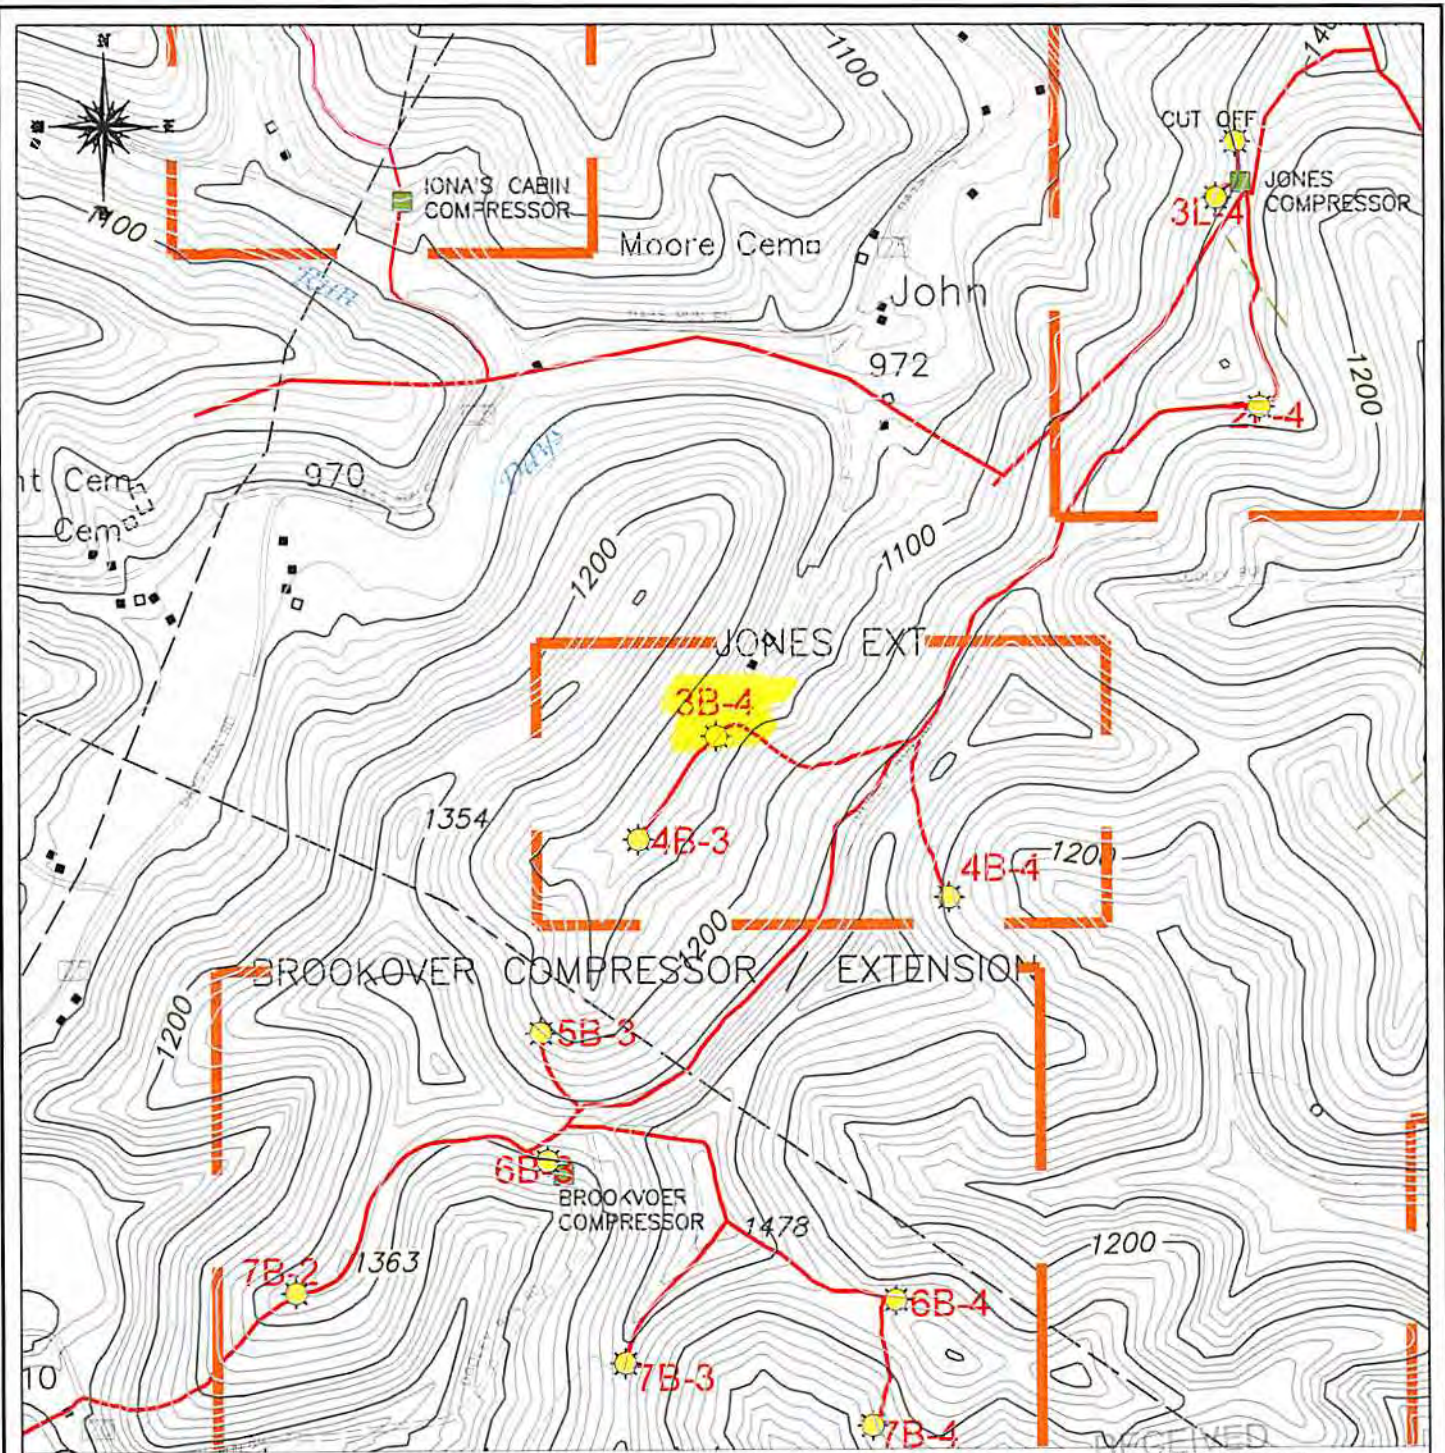 1100
CUT OFF
IONA'S CABIN
COMPRESSOR
JONES
COMPRESSOR
3L-4
1100
Moore Cem
Run
John
972
1200
Cem
970
Cem
1200
1100
JONES EXT
3B-4
1354
4B-3
1200
4B-4
1200
BROOKOVER COMPRESSOR / EXTENSION
1200
5B-3
6B-3
BROOKVOER
COMPRESSOR
1478
1363
1200
7B-2
6B-4
10
7B-3
7B-4
RECEIVED